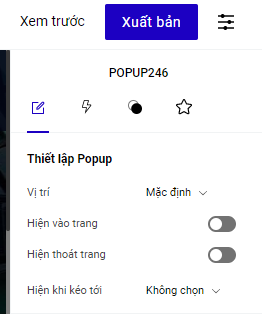 Xem trước
Xuất bản
POPUP246
Thiết lập Popup
Vị trí
Mặc định
Hiện vào trang
Hiện thoát trang
Hiện khi kéo tới
Không chọn